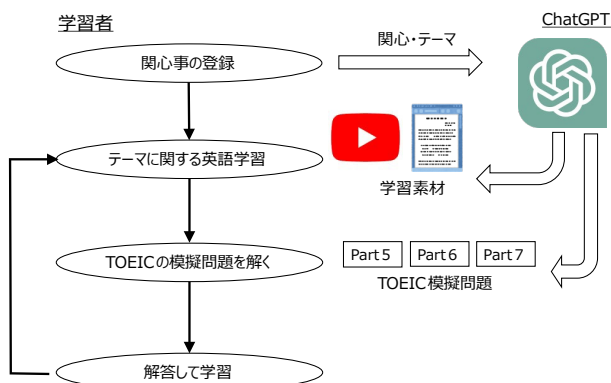 学習者
ChatGPT
関心事の登録
関心・テーマ
テーマに関する英語学習
学習素材
TOEICの模擬問題を解く
Part5
Part6
Part7
TOEIC模擬問題
解答して学習